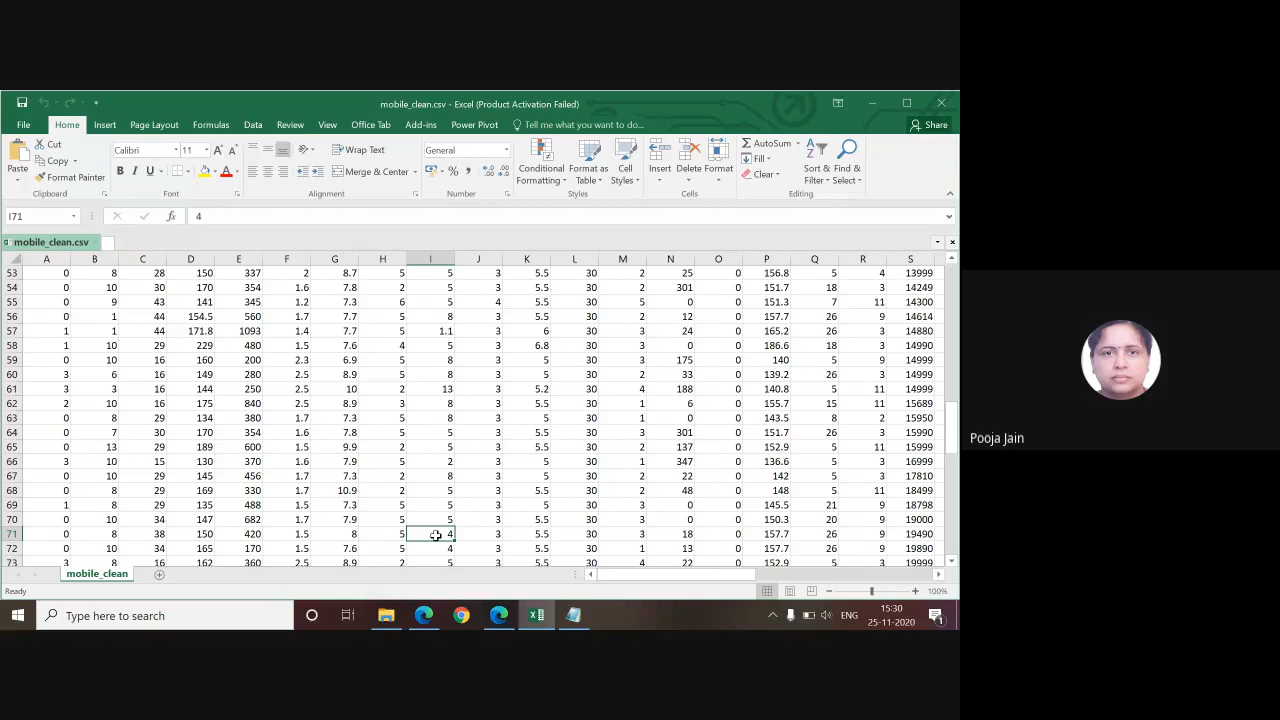 mobile_clean.csv - Excel (Product Activation Failed)
File Home Insert Page Layout Formulas Data Review View Office Tab Add-ins Power Pivot Tell me what you want to do... Share
Paste Cut Copy Format Painter Calibri 11 Wrap Text Merge & Center General Conditional Formatting Format as Table Cell Styles Insert Delete Format AutoSum Fill Clear Sort & Filter Find & Select
Clipboard Font Alignment Number Styles Cells Editing
I71 fx 4
mobile_clean.csv
A B C D E F G H I J K L M N O P Q R S
53 0 8 28 150 337 2 8.7 5 5 3 5.5 30 2 25 0 156.8 5 4 13999
54 0 10 30 170 354 1.6 7.8 2 5 3 5.5 30 2 301 0 151.7 18 3 14249
55 0 9 43 141 345 1.2 7.3 6 5 4 5.5 30 5 0 0 151.3 7 11 14300
56 0 1 44 154.5 560 1.7 7.7 5 8 3 5.5 30 2 12 0 157.7 26 9 14614
57 1 1 44 171.8 1093 1.4 7.7 5 1.1 3 6 30 3 24 0 165.2 26 3 14880
58 1 10 29 229 480 1.5 7.6 4 5 3 6.8 30 3 0 0 186.6 18 3 14990
59 0 10 16 160 200 2.3 6.9 5 8 3 5 30 3 175 0 140 5 9 14999
60 3 6 16 149 280 2.5 8.9 5 8 3 5 30 2 33 0 139.2 26 3 14999
61 3 3 16 144 250 2.5 10 2 13 3 5.2 30 4 188 0 140.8 5 11 14999
62 2 10 16 175 840 2.5 8.9 3 8 3 5.5 30 1 6 0 155.7 15 11 15689
63 0 8 29 134 380 1.7 7.3 5 8 3 5 30 1 0 0 143.5 8 2 15950
64 0 7 30 170 354 1.6 7.8 5 5 3 5.5 30 3 301 0 151.7 26 3 15990
65 0 13 29 189 600 1.5 9.9 2 5 3 5.5 30 2 137 0 152.9 5 11 15999
66 3 10 15 130 370 1.6 7.9 5 2 3 5 30 1 347 0 136.6 5 3 16999
67 0 10 29 145 456 1.7 7.3 2 8 3 5 30 2 22 0 142 5 3 17810
68 0 8 29 169 330 1.7 10.9 2 5 3 5.5 30 2 48 0 148 5 11 18499
69 1 8 29 135 488 1.5 7.3 5 5 3 5 30 3 0 0 145.5 21 9 18798
70 0 10 34 147 682 1.7 7.9 5 5 3 5.5 30 3 0 0 150.3 20 9 19000
71 0 8 38 150 420 1.5 8 5 4 3 5.5 30 3 18 0 157.7 26 9 19490
72 0 10 34 165 170 1.5 7.6 5 4 3 5.5 30 1 13 0 157.7 26 9 19890
73 3 8 16 162 360 2.5 8.9 2 5 3 5.5 30 4 22 0 152.9 5 3 19999
mobile_clean
Ready 100%
Type here to search ENG 15:30
25-11-2020 1
Pooja Jain